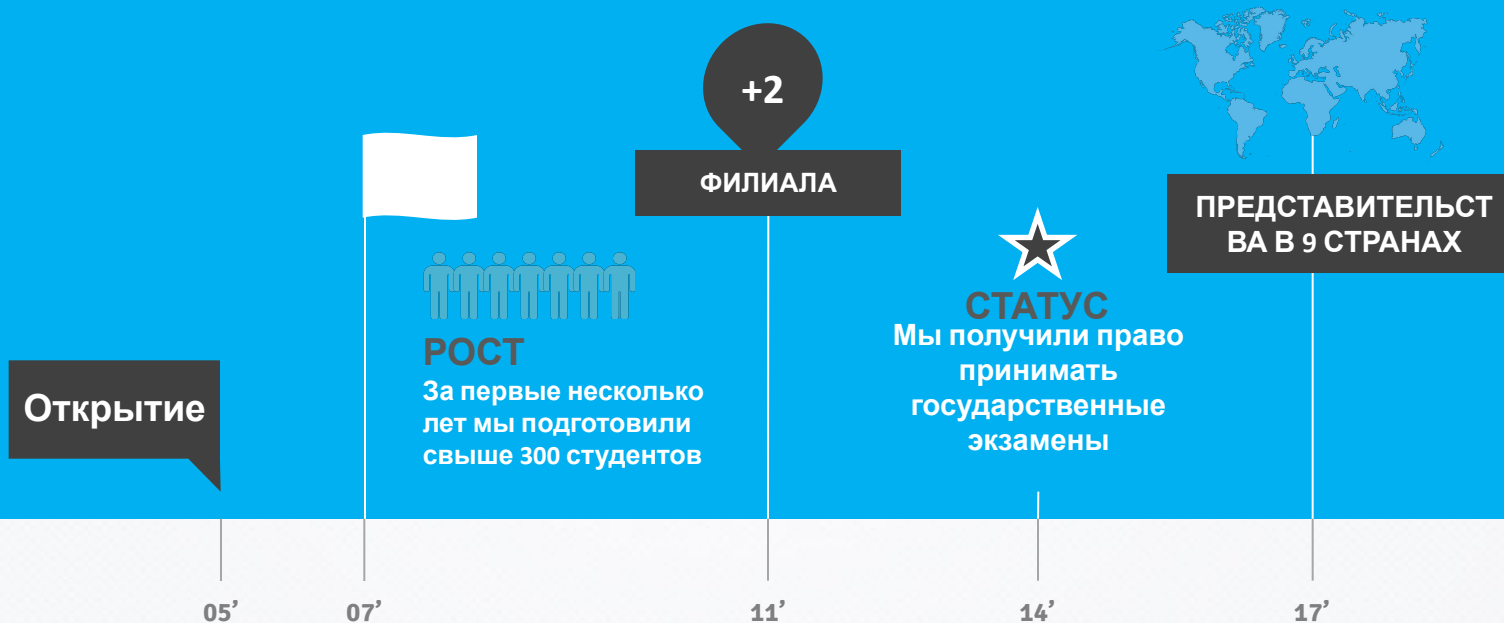 +2
ФИЛИАЛА
ПРЕДСТАВИТЕЛЬСТ
ВА В 9 СТРАНАХ
СТАТУС
Мы получили право
принимать
государственные
экзамены
РОСТ
За первые несколько
лет мы подготовили
свыше 300 студентов
Открытие
05’
07’
11’
14’
17’